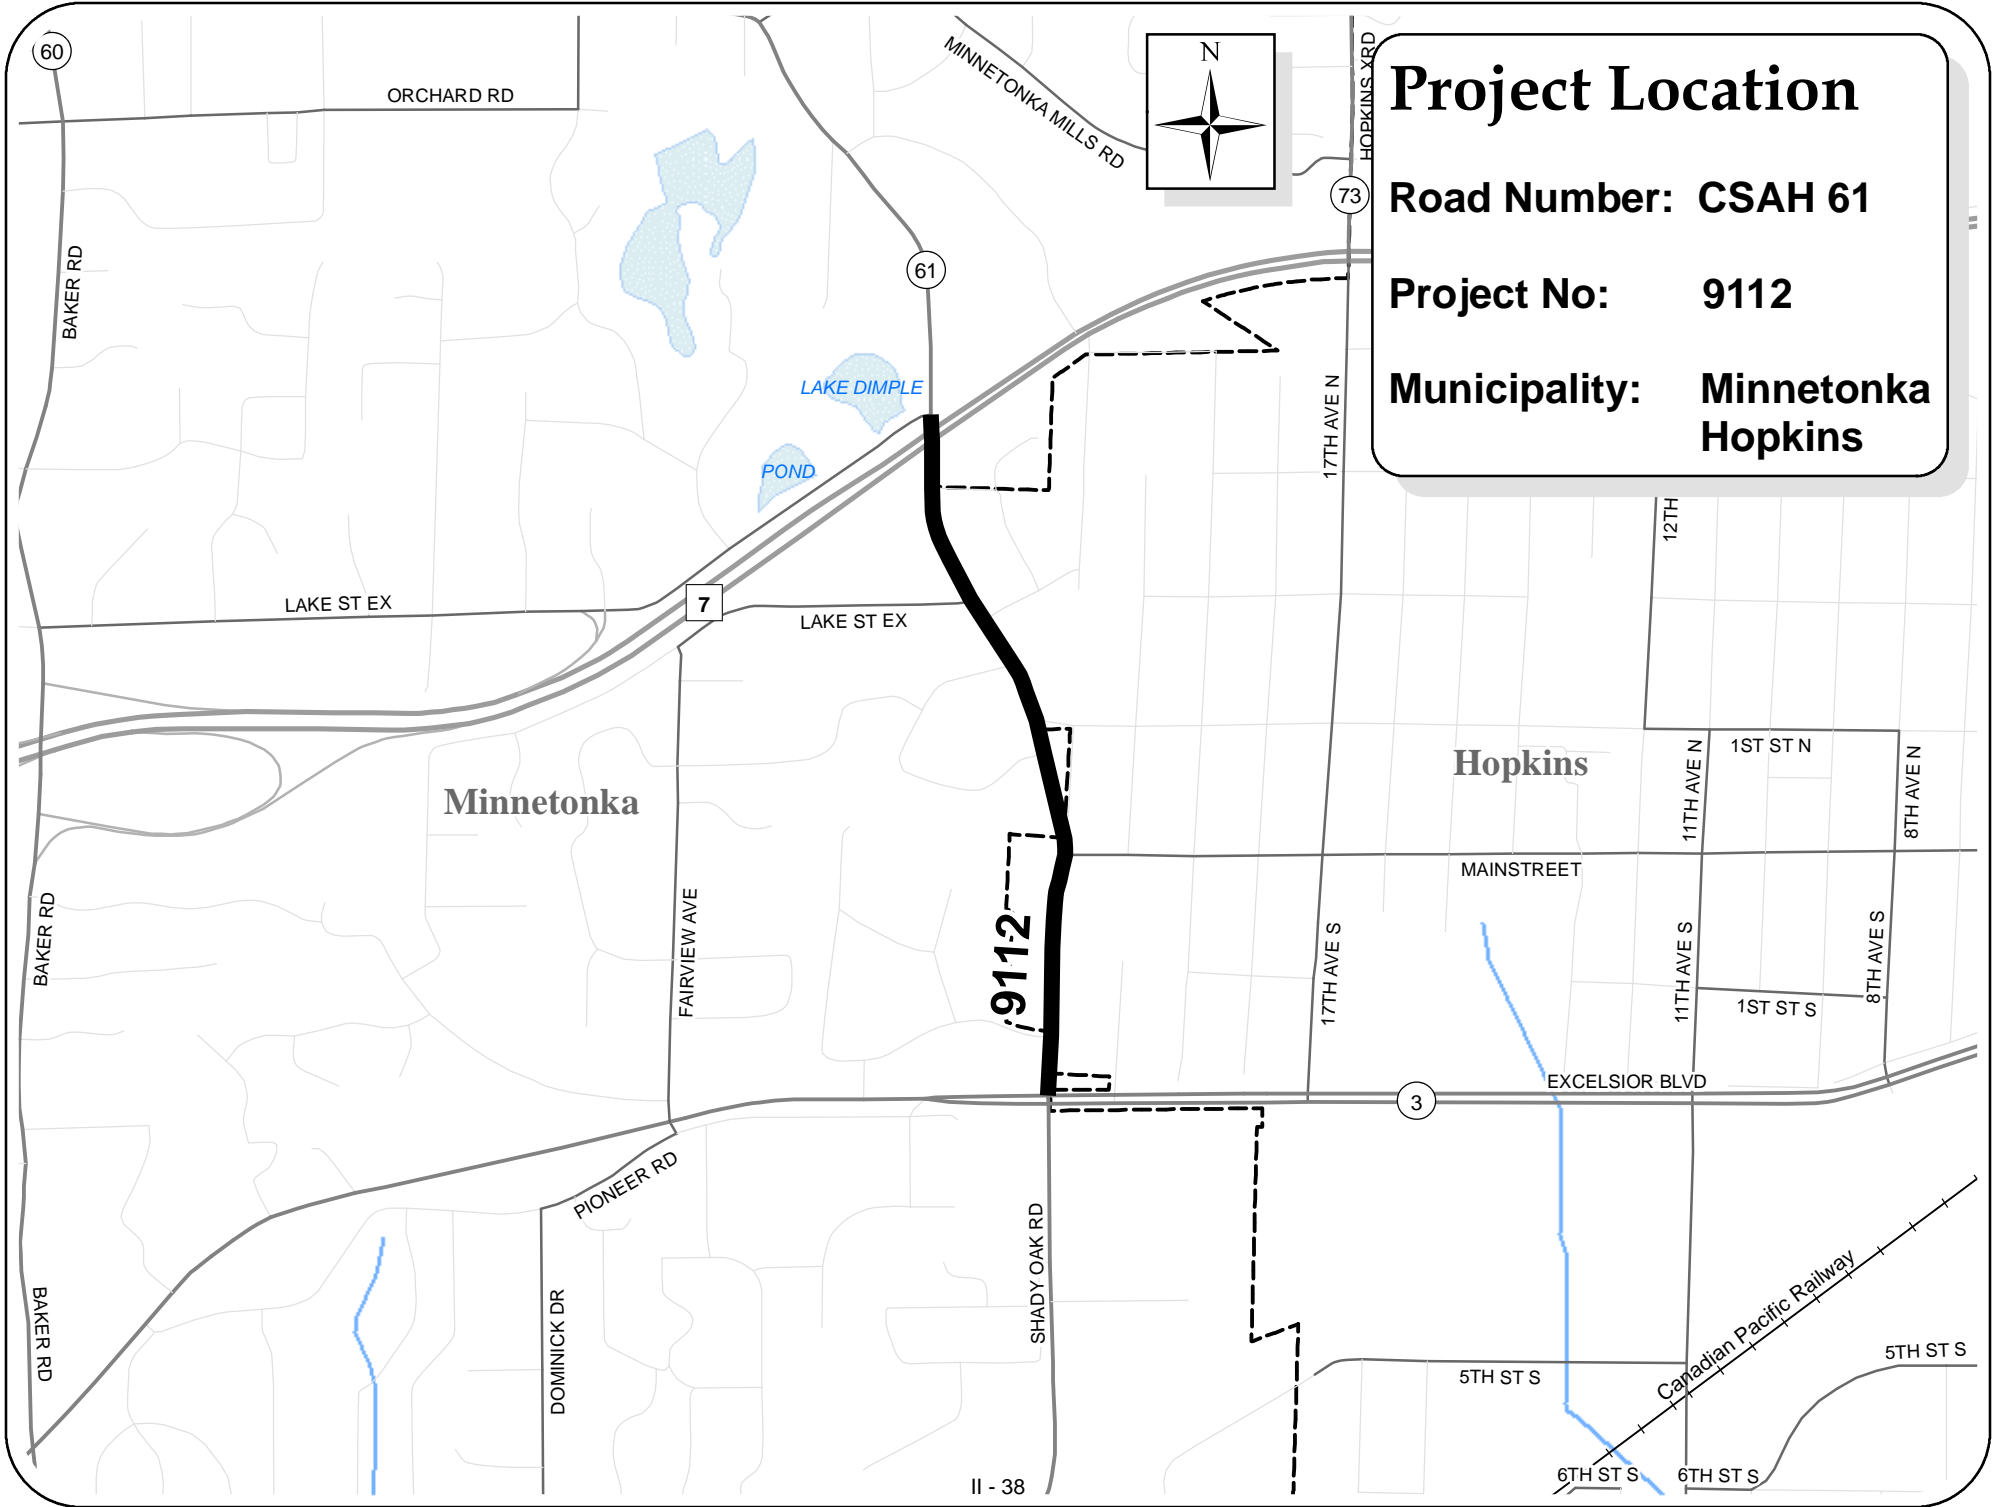 60
ORCHARD RD
MINNETONKA MILLS RD
N
HOPKINS XRD
Project Location
Road Number: CSAH 61
Project No: 9112
Municipality: Minnetonka
Hopkins
73
BAKER RD
61
LAKE DIMPLE
POND
17TH AVE N
12TH
LAKE ST EX
7
LAKE ST EX
Minnetonka
Hopkins
1ST ST N
11TH AVE N
8TH AVE N
MAINSTREET
BAKER RD
FAIRVIEW AVE
9112
17TH AVE S
11TH AVE S
8TH AVE S
1ST ST S
EXCELSIOR BLVD
3
PIONEER RD
SHADY OAK RD
BAKER RD
DOMINICK DR
Canadian Pacific Railway
5TH ST S
5TH ST S
6TH ST S
6TH ST S
II - 38